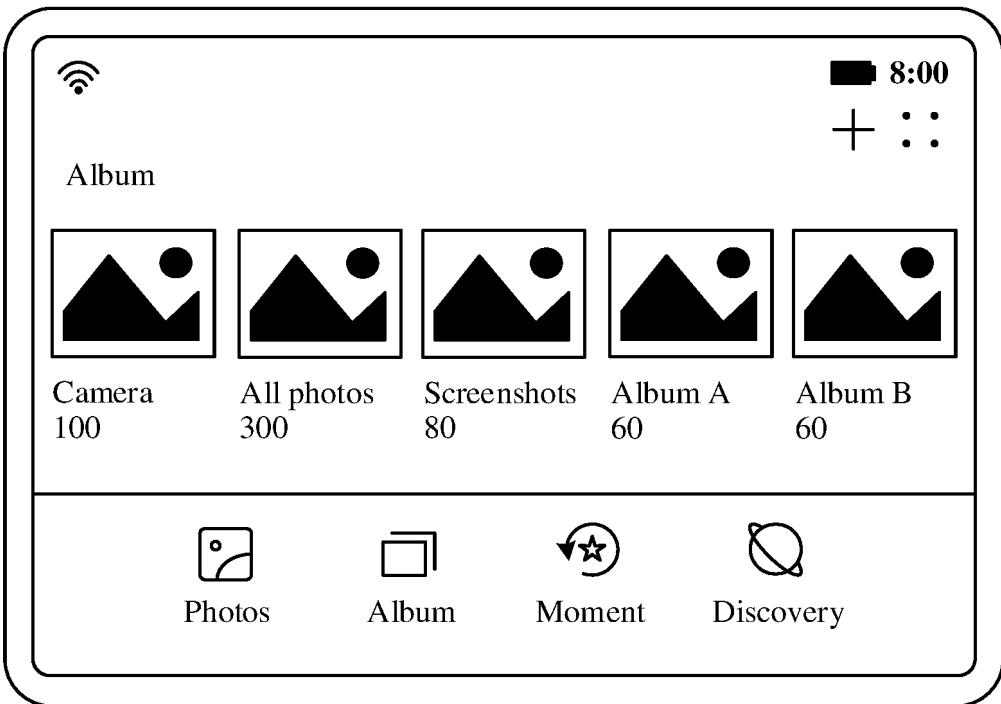 8:00
Album
Camera
100
All photos
300
Screenshots
80
Album A
60
Album B
60
Photos
Album
Moment
Discovery